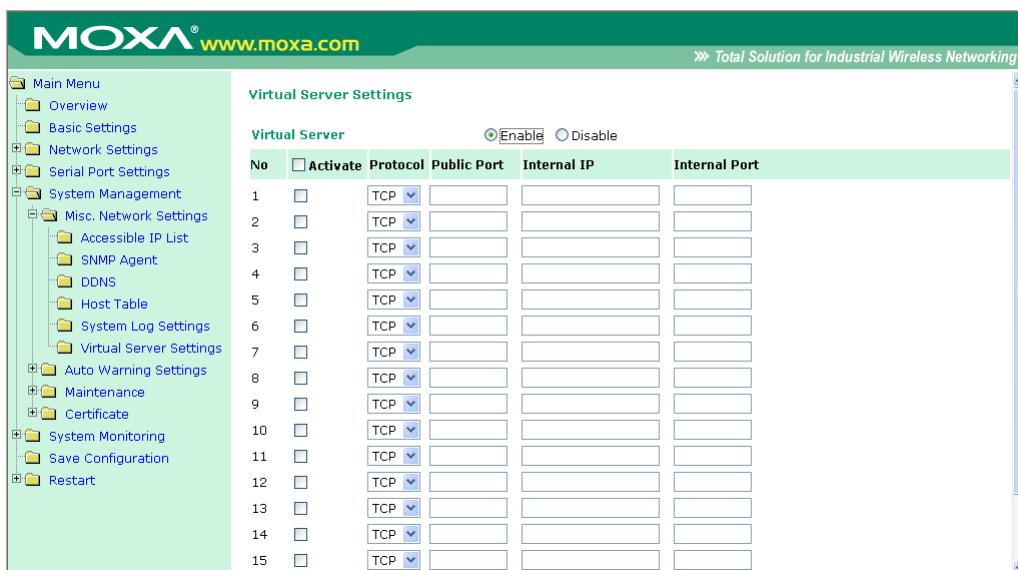 MOXA® www.moxa.com
Total Solution for Industrial Wireless Networking
Main Menu
Overview
Basic Settings
Network Settings
Serial Port Settings
System Management
Misc. Network Settings
Accessible IP List
SNMP Agent
DDNS
Host Table
System Log Settings
Virtual Server Settings
Auto Warning Settings
Maintenance
Certificate
System Monitoring
Save Configuration
Restart
Virtual Server Settings
Virtual Server Enable Disable
No Activate Protocol Public Port Internal IP Internal Port
1 TCP
2 TCP
3 TCP
4 TCP
5 TCP
6 TCP
7 TCP
8 TCP
9 TCP
10 TCP
11 TCP
12 TCP
13 TCP
14 TCP
15 TCP